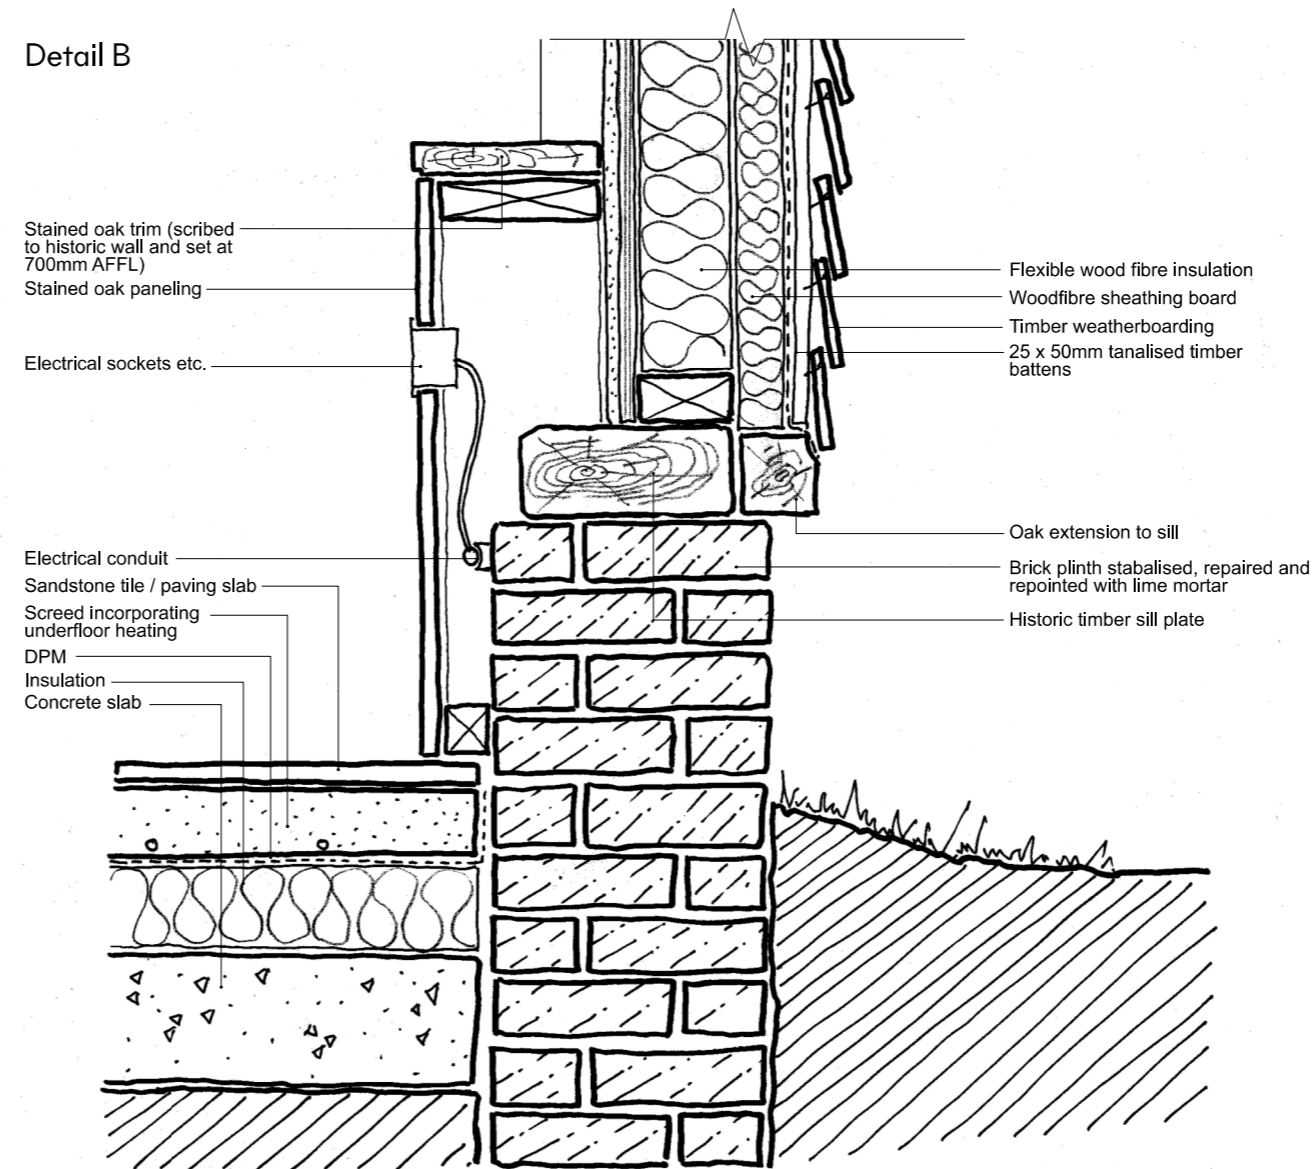 Detail B
Stained oak trim (scribed
to historic wall and set at
700mm AFFL)
Stained oak paneling
Electrical sockets etc.
Electrical conduit
Sandstone tile / paving slab
Screed incorporating
underfloor heating
DPM
Insulation
Concrete slab
Flexible wood fibre insulation
Woodfibre sheathing board
Timber weatherboarding
25 x 50mm tanalised timber
battens
Oak extension to sill
Brick plinth stabalised, repaired and
repointed with lime mortar
Historic timber sill plate